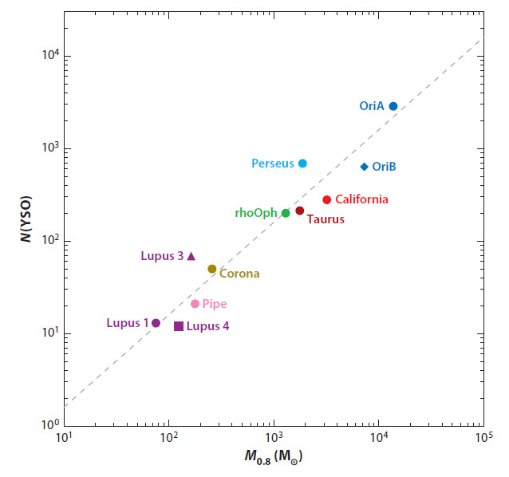 10⁴
10³
10²
10¹
10⁰
N(YSO)
OriA
Perseus
OriB
California
rhoOph
Taurus
Lupus 3
Corona
Pipe
Lupus 1
Lupus 4
10¹ 10² 10³ 10⁴ 10⁵
M₀.₈ (M☉)